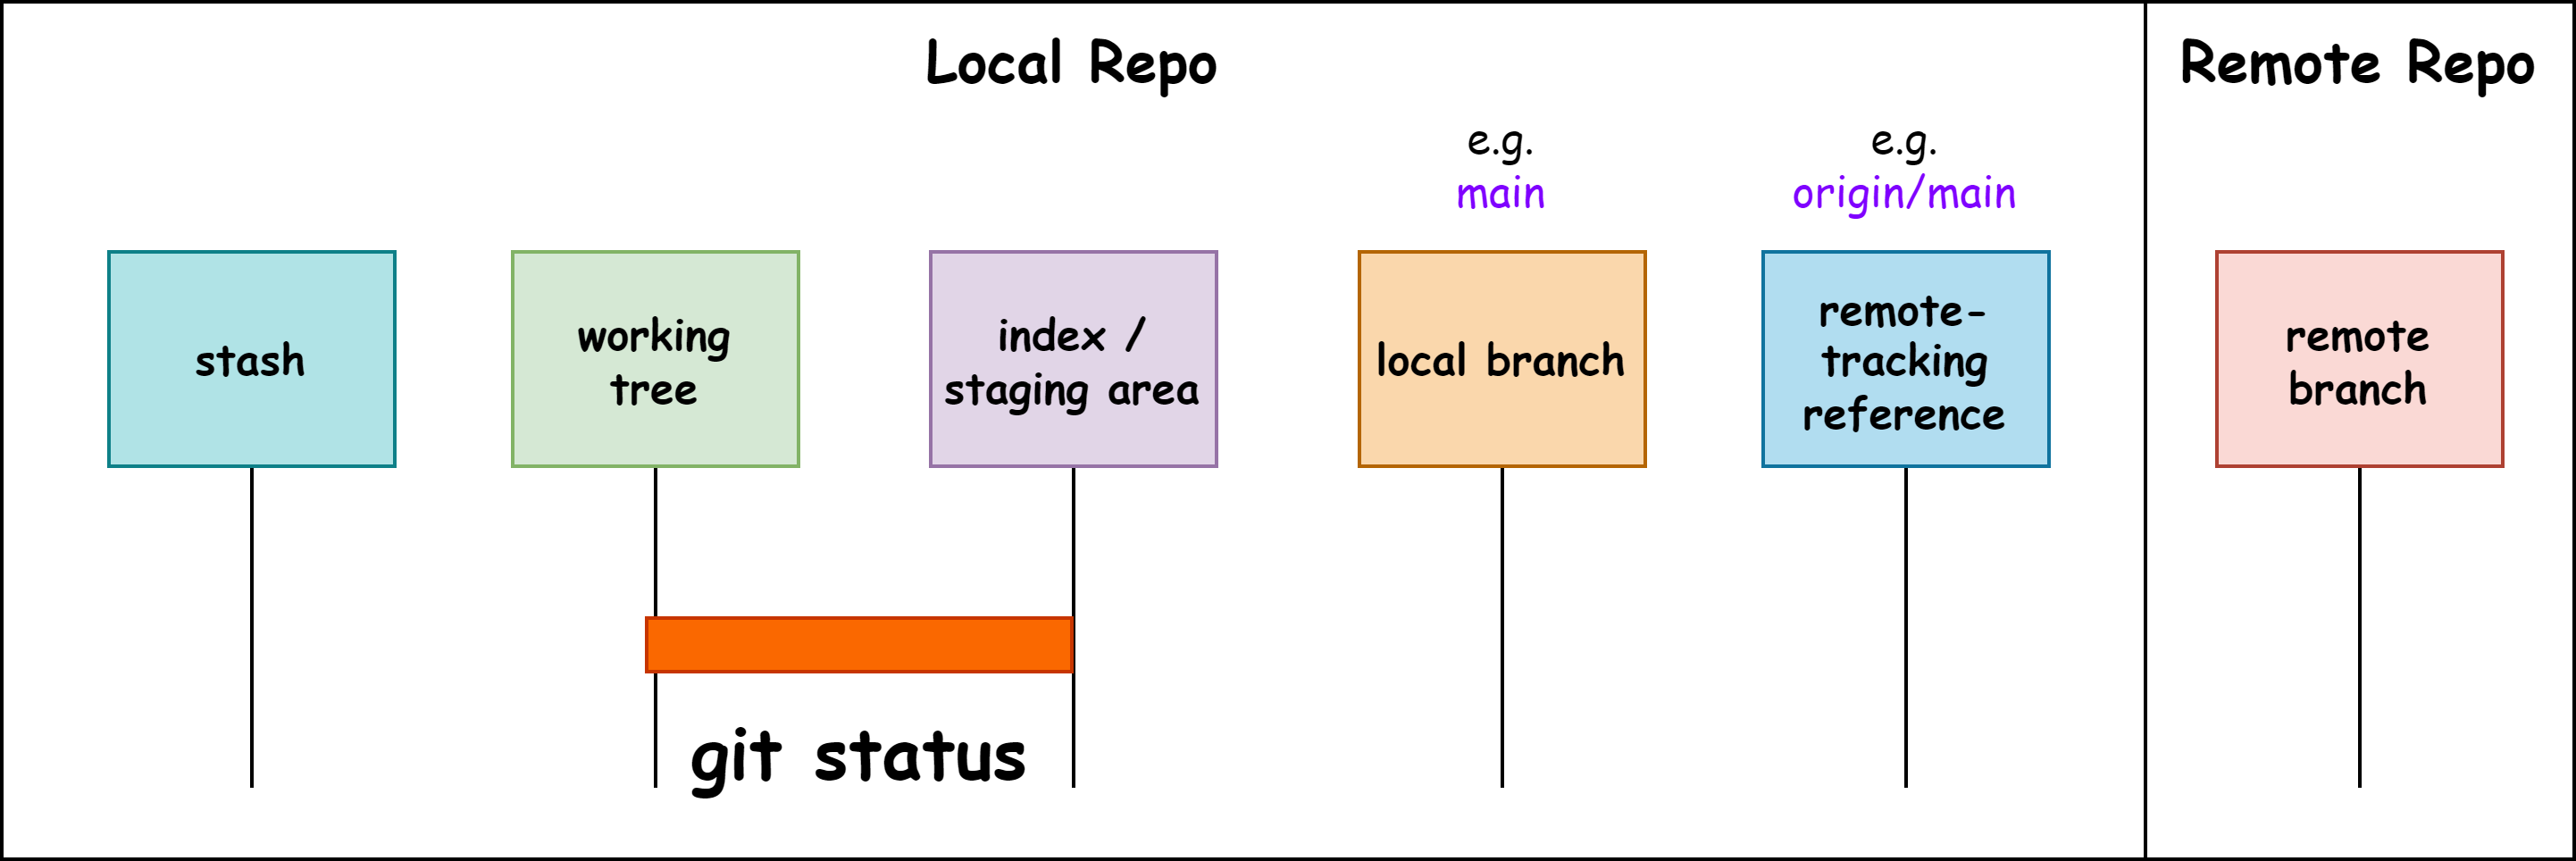 Local Repo
Remote Repo
e.g.
main
e.g.
origin/main
stash
working
tree
index /
staging area
local branch
remote-
tracking
reference
remote
branch
git status